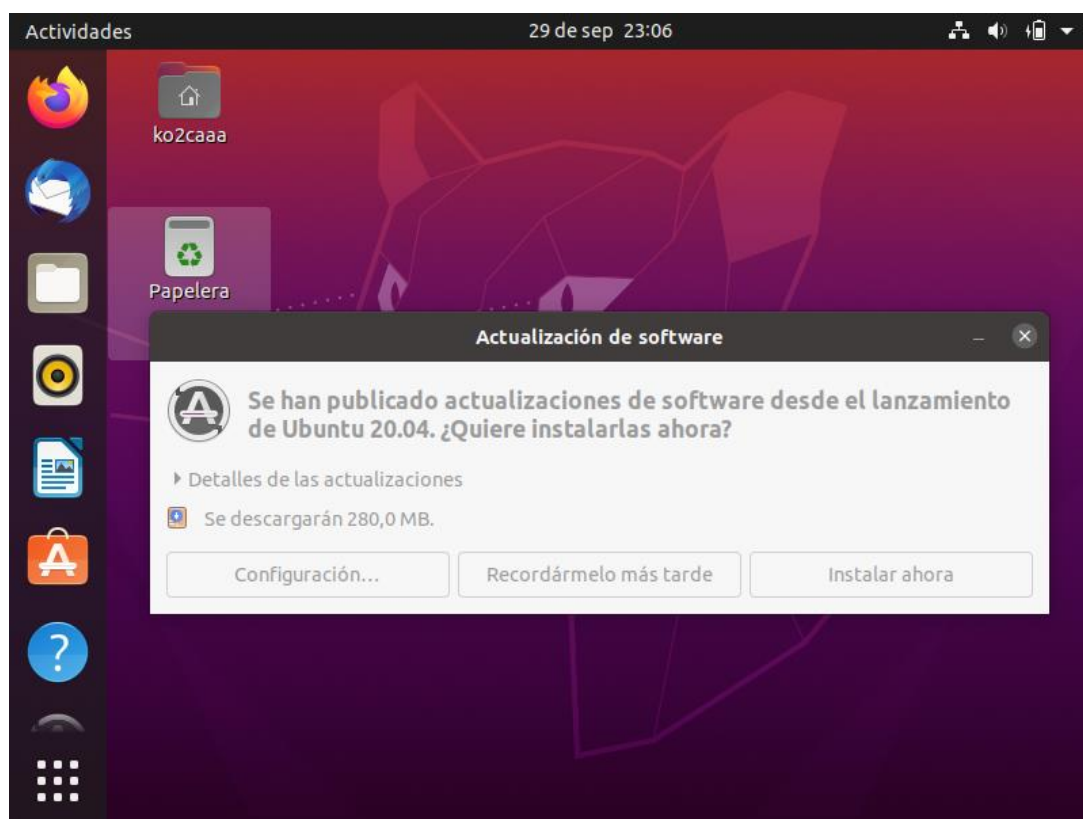 Actividades
29 de sep 23:06
ko2caaa
Papelera
Actualización de software
Se han publicado actualizaciones de software desde el lanzamiento
de Ubuntu 20.04. ¿Quiere instalarlas ahora?
Detalles de las actualizaciones
Se descargarán 280,0 MB.
Configuración...
Recordármelo más tarde
Instalar ahora